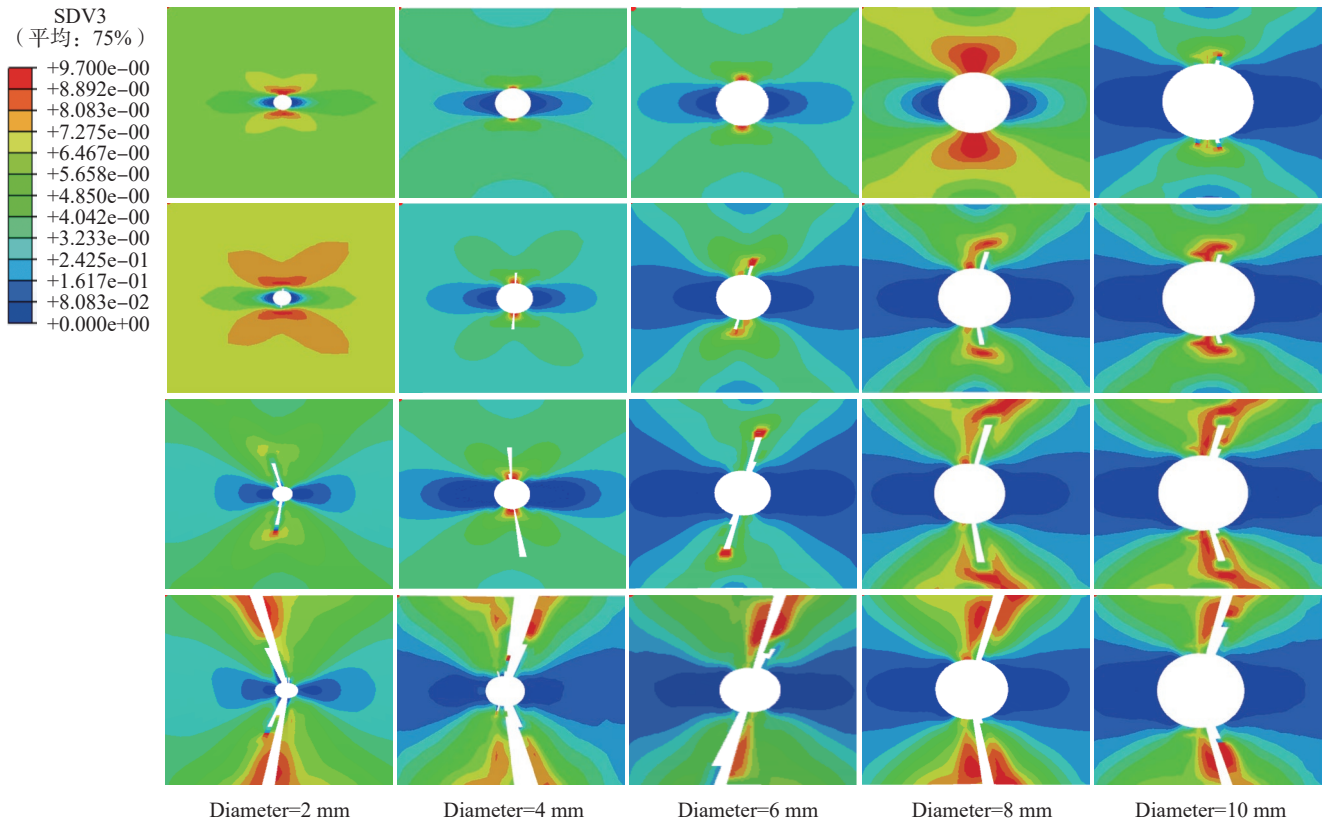 SDV3
（平均：75%）
+9.700e−00
+8.892e−00
+8.083e−00
+7.275e−00
+6.467e−00
+5.658e−00
+4.850e−00
+4.042e−00
+3.233e−00
+2.425e−01
+1.617e−01
+8.083e−02
+0.000e+00
Diameter=2 mm
Diameter=4 mm
Diameter=6 mm
Diameter=8 mm
Diameter=10 mm